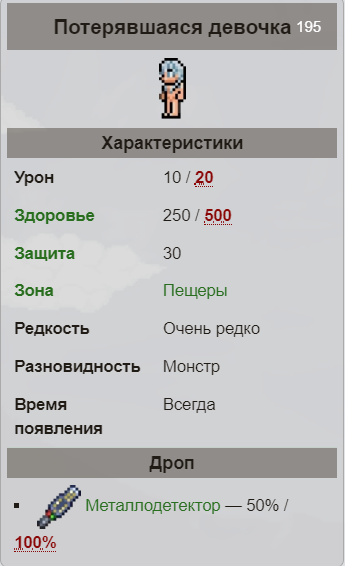 Потерявшаяся девочка 195
Характеристики
Урон 10 / 20
Здоровье 250 / 500
Защита 30
Зона Пещеры
Редкость Очень редко
Разновидность Монстр
Время Всегда
появления
Дроп
Металлодетектор — 50% /
100%